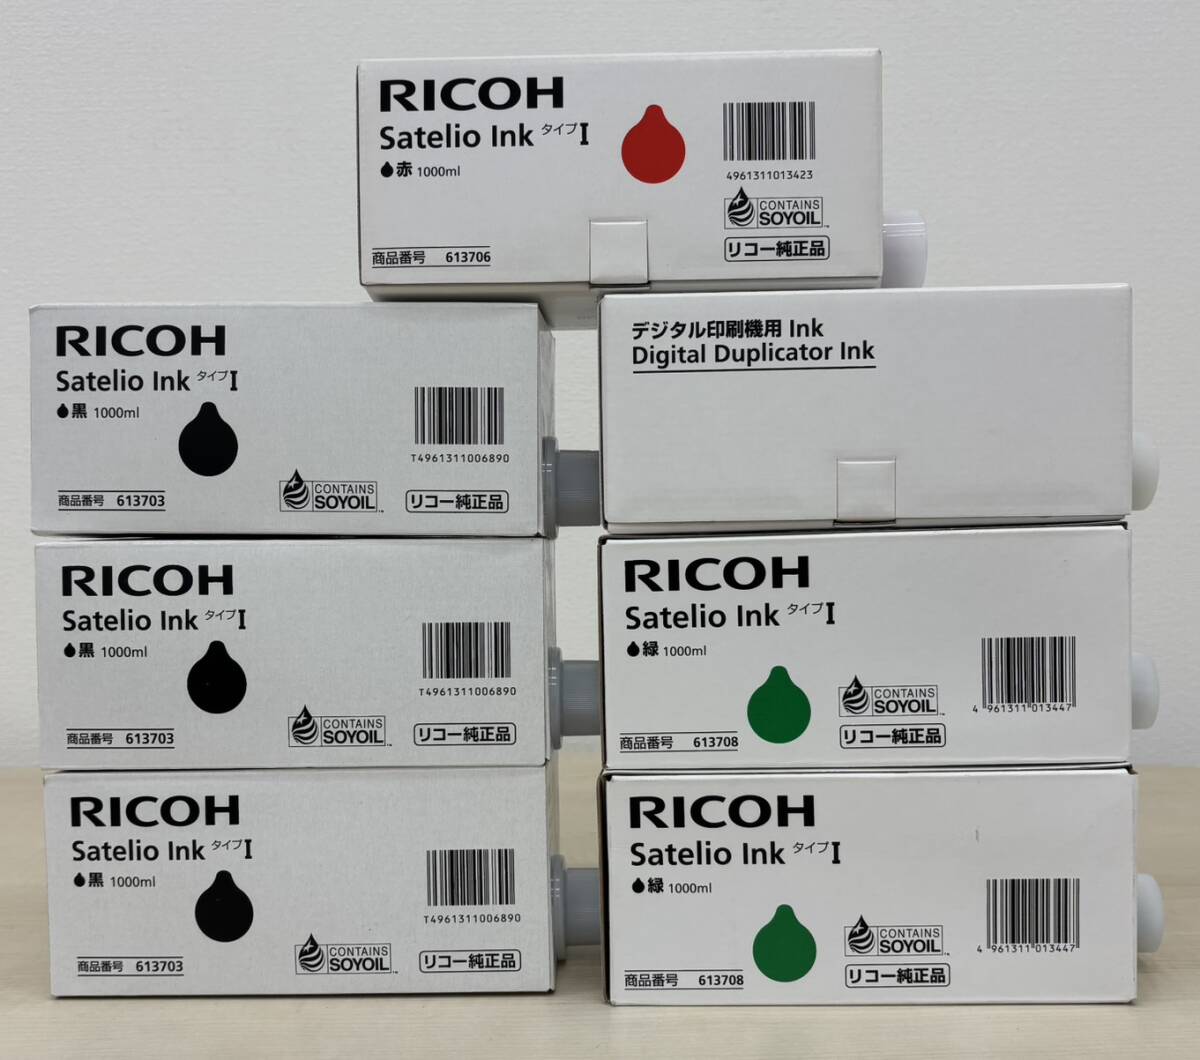 RICOH
Satelio Ink タイプI
赤 1000ml
4961311013423
CONTAINS
SOYOIL™
リコー純正品
商品番号 613706
RICOH
Satelio Ink タイプI
黒 1000ml
T4961311006890
CONTAINS
SOYOIL™
リコー純正品
商品番号 613703
デジタル印刷機用 Ink
Digital Duplicator Ink
RICOH
Satelio Ink タイプI
黒 1000ml
T4961311006890
CONTAINS
SOYOIL™
リコー純正品
商品番号 613703
RICOH
Satelio Ink タイプI
緑 1000ml
4 961311 013447
CONTAINS
SOYOIL™
リコー純正品
商品番号 613708
RICOH
Satelio Ink タイプI
黒 1000ml
T4961311006890
CONTAINS
SOYOIL™
リコー純正品
商品番号 613703
RICOH
Satelio Ink タイプI
緑 1000ml
4 961311 013447
CONTAINS
SOYOIL™
リコー純正品
商品番号 613708